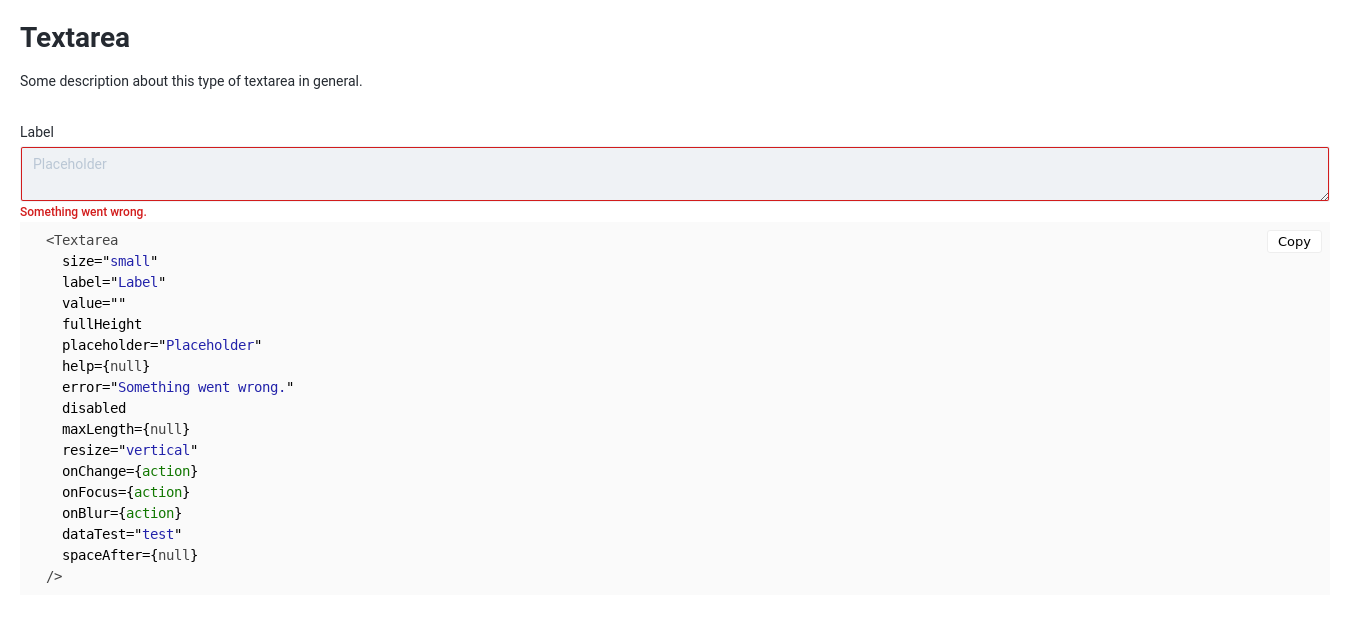 Textarea
Some description about this type of textarea in general.
Label
Placeholder
Something went wrong.
<Textarea
Copy
size="small"
label="Label"
value=""
fullHeight
placeholder="Placeholder"
help={null}
error="Something went wrong."
disabled
maxLength={null}
resize="vertical"
onChange={action}
onFocus={action}
onBlur={action}
dataTest="test"
spaceAfter={null}
/>